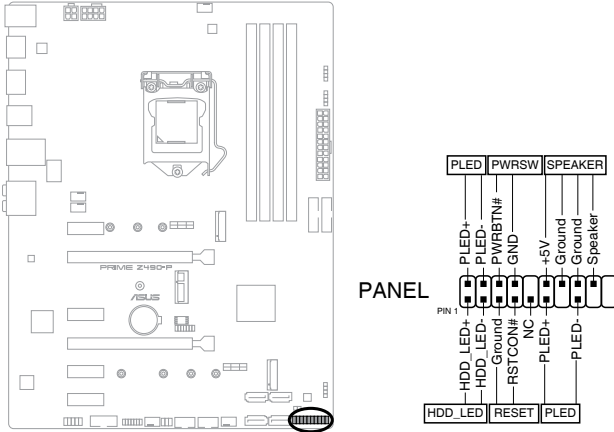 PRIME Z490-P
ASUS
PANEL
PIN 1
PLED PWRSW SPEAKER
PLED+
PLED-
PWRBTN#
GND
+5V
Ground
Ground
Speaker
HDD_LED+
HDD_LED-
Ground
RSTCON#
NC
PLED+
PLED-
HDD_LED RESET PLED